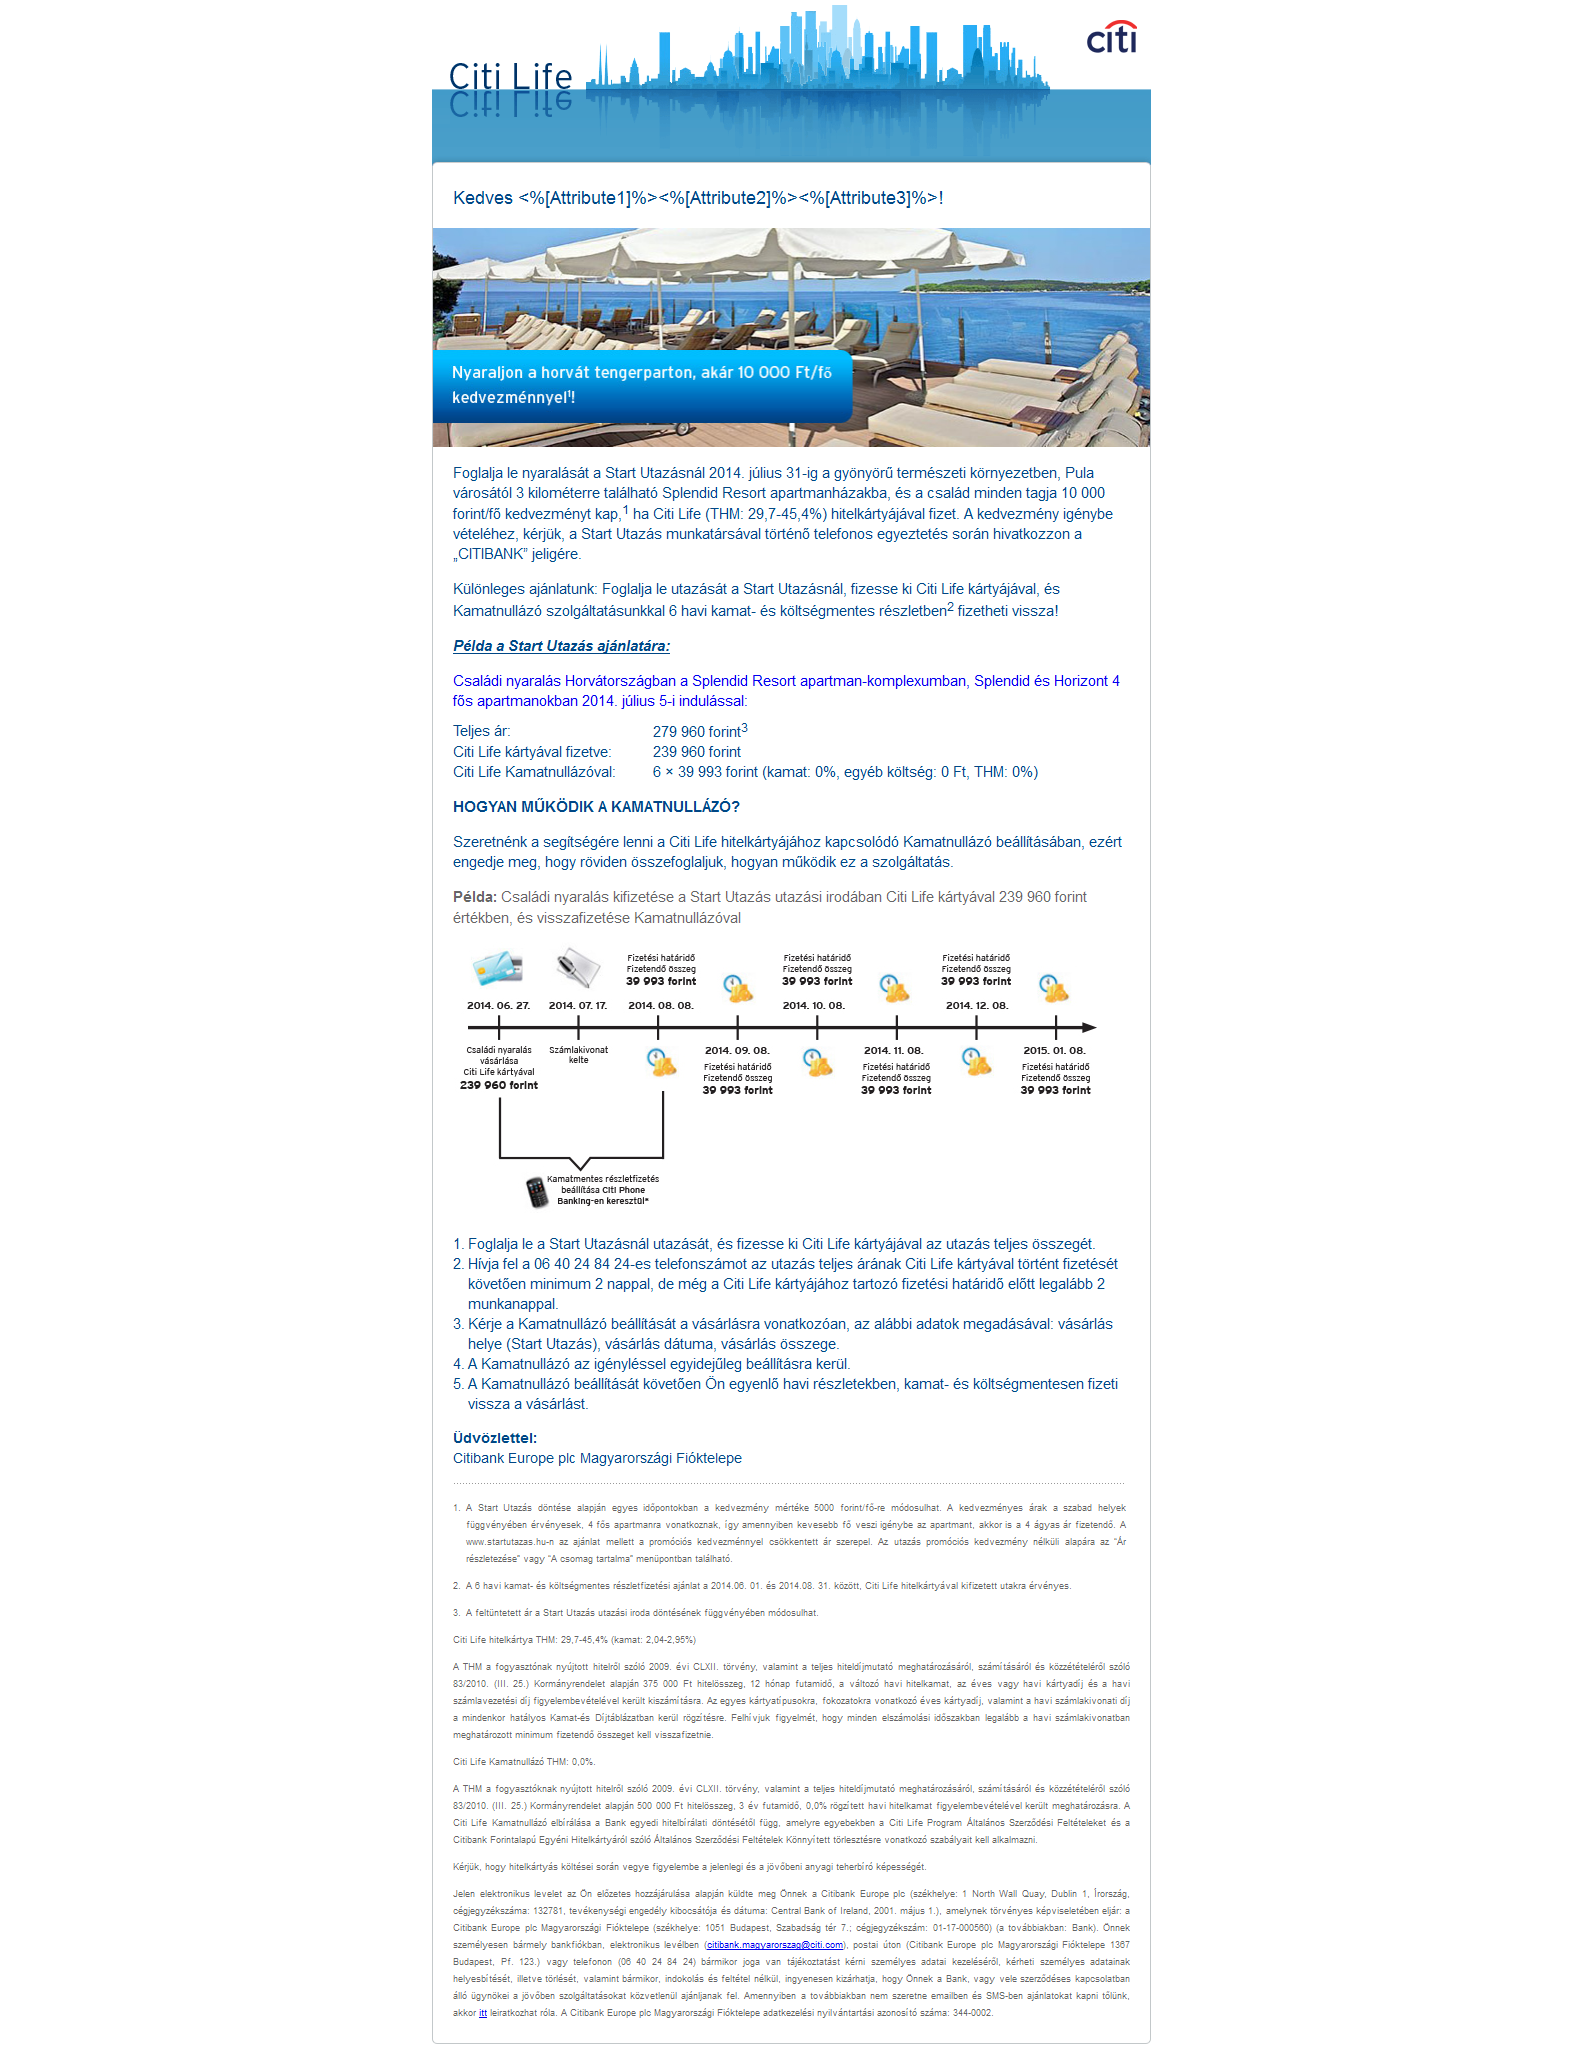 citi
Citi Life
Kedves <%[Attribute1]%><%[Attribute2]%><%[Attribute3]%>!
Nyaraljon a horvát tengerparton, akár 10 000 Ft/fő
kedvezménnyel¹!
Foglalja le nyaralását a Start Utazásnál 2014. július 31-ig a gyönyörű természeti környezetben, Pula
városától 3 kilométerre található Splendid Resort apartmanházakba, és a család minden tagja 10 000
forint/fő kedvezményt kap,¹ ha Citi Life (THM: 29,7-45,4%) hitelkártyájával fizet. A kedvezmény igénybe
vételéhez, kérjük, a Start Utazás munkatársával történő telefonos egyeztetés során hivatkozzon a
„CITIBANK” jeligére.
Különleges ajánlatunk: Foglalja le utazását a Start Utazásnál, fizesse ki Citi Life kártyájával, és
Kamatnullázó szolgáltatásunkkal 6 havi kamat- és költségmentes részletben² fizetheti vissza!
Példa a Start Utazás ajánlatára:
Családi nyaralás Horvátországban a Splendid Resort apartman-komplexumban, Splendid és Horizont 4
fős apartmanokban 2014. július 5-i indulással:
Teljes ár: 279 960 forint³
Citi Life kártyával fizetve: 239 960 forint
Citi Life Kamatnullázóval: 6 × 39 993 forint (kamat: 0%, egyéb költség: 0 Ft, THM: 0%)
HOGYAN MŰKÖDIK A KAMATNULLÁZÓ?
Szeretnénk a segítségére lenni a Citi Life hitelkártyájához kapcsolódó Kamatnullázó beállításában, ezért
engedje meg, hogy röviden összefoglaljuk, hogyan működik ez a szolgáltatás.
Példa: Családi nyaralás kifizetése a Start Utazás utazási irodában Citi Life kártyával 239 960 forint
értékben, és visszafizetése Kamatnullázóval
Fizetési határidő Fizetési határidő Fizetési határidő
Fizetendő összeg Fizetendő összeg Fizetendő összeg
39 993 forint 39 993 forint 39 993 forint
2014. 06. 27. 2014. 07. 17. 2014. 08. 08. 2014. 10. 08. 2014. 12. 08.
Családi nyaralás
vásárlása
Citi Life kártyával
239 960 forint
Számlakivonat
kelte
2014. 09. 08. 2014. 11. 08. 2015. 01. 08.
Fizetési határidő Fizetési határidő Fizetési határidő
Fizetendő összeg Fizetendő összeg Fizetendő összeg
39 993 forint 39 993 forint 39 993 forint
Kamatmentes részletfizetés
beállítása Citi Phone
Banking-en keresztül*
1. Foglalja le a Start Utazásnál utazását, és fizesse ki Citi Life kártyájával az utazás teljes összegét.
2. Hívja fel a 06 40 24 84 24-es telefonszámot az utazás teljes árának Citi Life kártyával történt fizetését
követően minimum 2 nappal, de még a Citi Life kártyájához tartozó fizetési határidő előtt legalább 2
munkanappal.
3. Kérje a Kamatnullázó beállítását a vásárlásra vonatkozóan, az alábbi adatok megadásával: vásárlás
helye (Start Utazás), vásárlás dátuma, vásárlás összege.
4. A Kamatnullázó az igényléssel egyidejűleg beállításra kerül.
5. A Kamatnullázó beállítását követően Ön egyenlő havi részletekben, kamat- és költségmentesen fizeti
vissza a vásárlást.
Üdvözlettel:
Citibank Europe plc Magyarországi Fióktelepe
1. A Start Utazás döntése alapján egyes időpontokban a kedvezmény mértéke 5000 forint/fő-re módosulhat. A kedvezményes árak a szabad helyek
függvényében érvényesek, 4 fős apartmanra vonatkoznak, így amennyiben kevesebb fő veszi igénybe az apartmant, akkor is a 4 ágyas ár fizetendő. A
www.startutazas.hu-n az ajánlat mellett a promóciós kedvezménnyel csökkentett ár szerepel. Az utazás promóciós kedvezmény nélküli alapára az “Ár
részletezése” vagy “A csomag tartalma” menüpontban található.
2. A 6 havi kamat- és költségmentes részletfizetési ajánlat a 2014.06. 01. és 2014.08. 31. között, Citi Life hitelkártyával kifizetett utakra érvényes.
3. A feltüntetett ár a Start Utazás utazási iroda döntésének függvényében módosulhat.
Citi Life hitelkártya THM: 29,7-45,4% (kamat: 2,04-2,95%)
A THM a fogyasztónak nyújtott hitelről szóló 2009. évi CLXII. törvény, valamint a teljes hiteldíjmutató meghatározásáról, számításáról és közzétételéről szóló
83/2010. (III. 25.) Kormányrendelet alapján 375 000 Ft hitelösszeg, 12 hónap futamidő, a változó havi hitelkamat, az éves vagy havi kártyadíj és a havi
számlavezetési díj figyelembevételével került kiszámításra. Az egyes kártyatípusokra, fokozatokra vonatkozó éves kártyadíj, valamint a havi számlakivonati díj
a mindenkor hatályos Kamat-és Díjtáblázatban kerül rögzítésre. Felhívjuk figyelmét, hogy minden elszámolási időszakban legalább a havi számlakivonatban
meghatározott minimum fizetendő összeget kell visszafizetnie.
Citi Life Kamatnullázó THM: 0,0%.
A THM a fogyasztóknak nyújtott hitelről szóló 2009. évi CLXII. törvény, valamint a teljes hiteldíjmutató meghatározásáról, számításáról és közzétételéről szóló
83/2010. (III. 25.) Kormányrendelet alapján 500 000 Ft hitelösszeg, 3 év futamidő, 0,0% rögzített havi hitelkamat figyelembevételével került meghatározásra. A
Citi Life Kamatnullázó elbírálása a Bank egyedi hitelbírálati döntésétől függ, amelyre egyebekben a Citi Life Program Általános Szerződési Feltételeket és a
Citibank Forintalapú Egyéni Hitelkártyáról szóló Általános Szerződési Feltételek Könnyített törlesztésre vonatkozó szabályait kell alkalmazni.
Kérjük, hogy hitelkártyás költései során vegye figyelembe a jelenlegi és a jövőbeni anyagi teherbíró képességét.
Jelen elektronikus levelet az Ön előzetes hozzájárulása alapján küldte meg Önnek a Citibank Europe plc (székhelye: 1 North Wall Quay, Dublin 1, Írország,
cégjegyzékszáma: 132781, tevékenységi engedély kibocsátója és dátuma: Central Bank of Ireland, 2001. május 1.), amelynek törvényes képviseletében eljár: a
Citibank Europe plc Magyarországi Fióktelepe (székhelye: 1051 Budapest, Szabadság tér 7.; cégjegyzékszám: 01-17-000560) (a továbbiakban: Bank). Önnek
személyesen bármely bankfiókban, elektronikus levélben (citibank.magyarorszag@citi.com), postai úton (Citibank Europe plc Magyarországi Fióktelepe 1367
Budapest, Pf. 123.) vagy telefonon (06 40 24 84 24) bármikor joga van tájékoztatást kérni személyes adatai kezeléséről, kérheti személyes adatainak
helyesbítését, illetve törlését, valamint bármikor, indokolás és feltétel nélkül, ingyenesen kizárhatja, hogy Önnek a Bank, vagy vele szerződéses kapcsolatban
álló ügynökei a jövőben szolgáltatásokat közvetlenül ajánljanak fel. Amennyiben a továbbiakban nem szeretne emailben és SMS-ben ajánlatokat kapni tőlünk,
akkor itt leiratkozhat róla. A Citibank Europe plc Magyarországi Fióktelepe adatkezelési nyilvántartási azonosító száma: 344-0002.